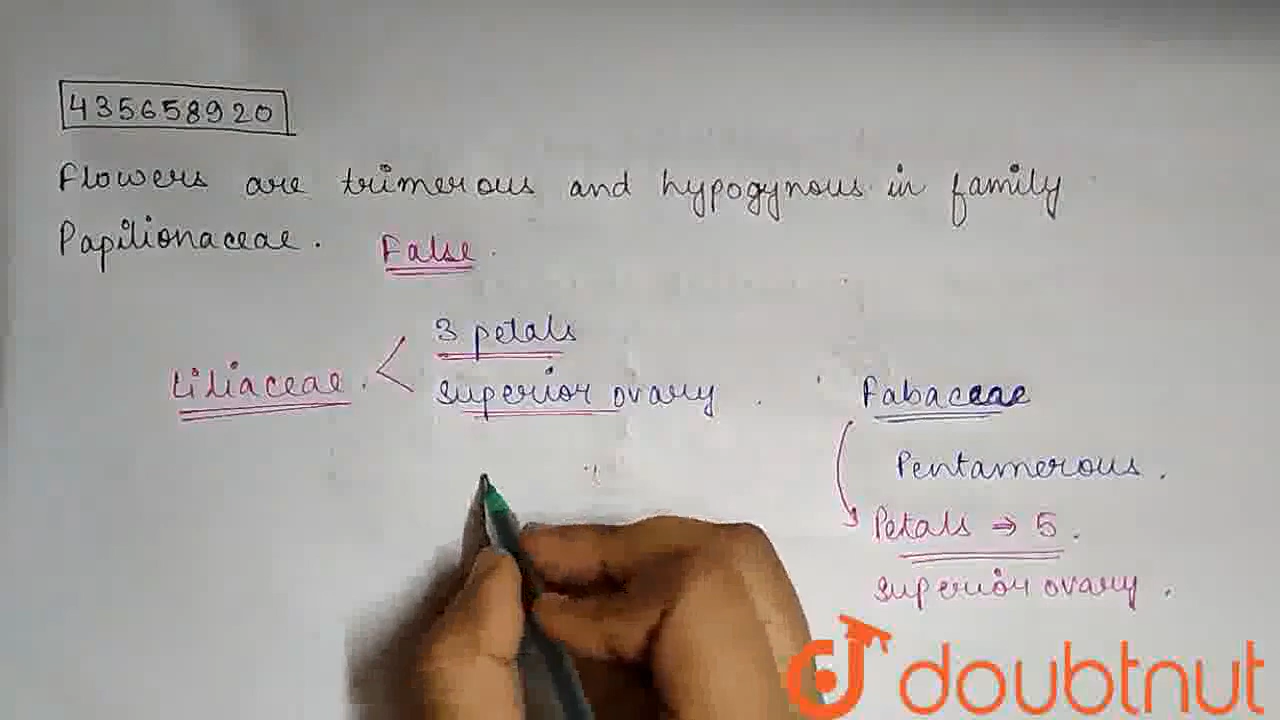 435658920
Flowers are trimerous and hypogynous in family
Papilionaceae. False.
Liliaceae.
3 petals
superior ovary.
Fabaceae
Pentamerous.
Petals ⇒ 5.
superior ovary.
doubtnut